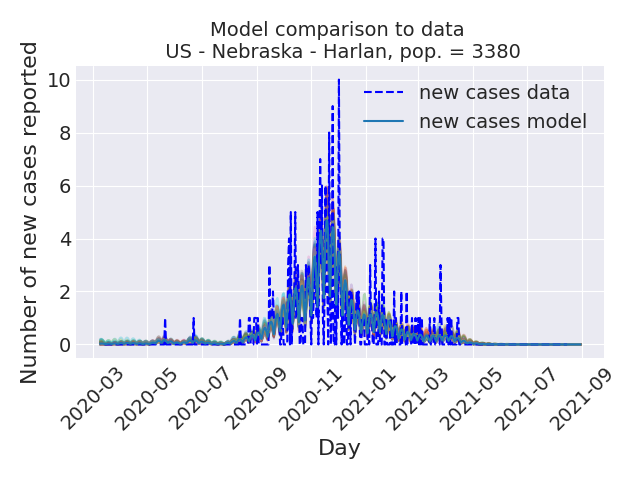 Model comparison to data
US - Nebraska - Harlan, pop. = 3380
Number of new cases reported
10
8
6
4
2
0
new cases data
new cases model
2020-03
2020-05
2020-07
2020-09
2020-11
2021-01
2021-03
2021-05
2021-07
2021-09
Day